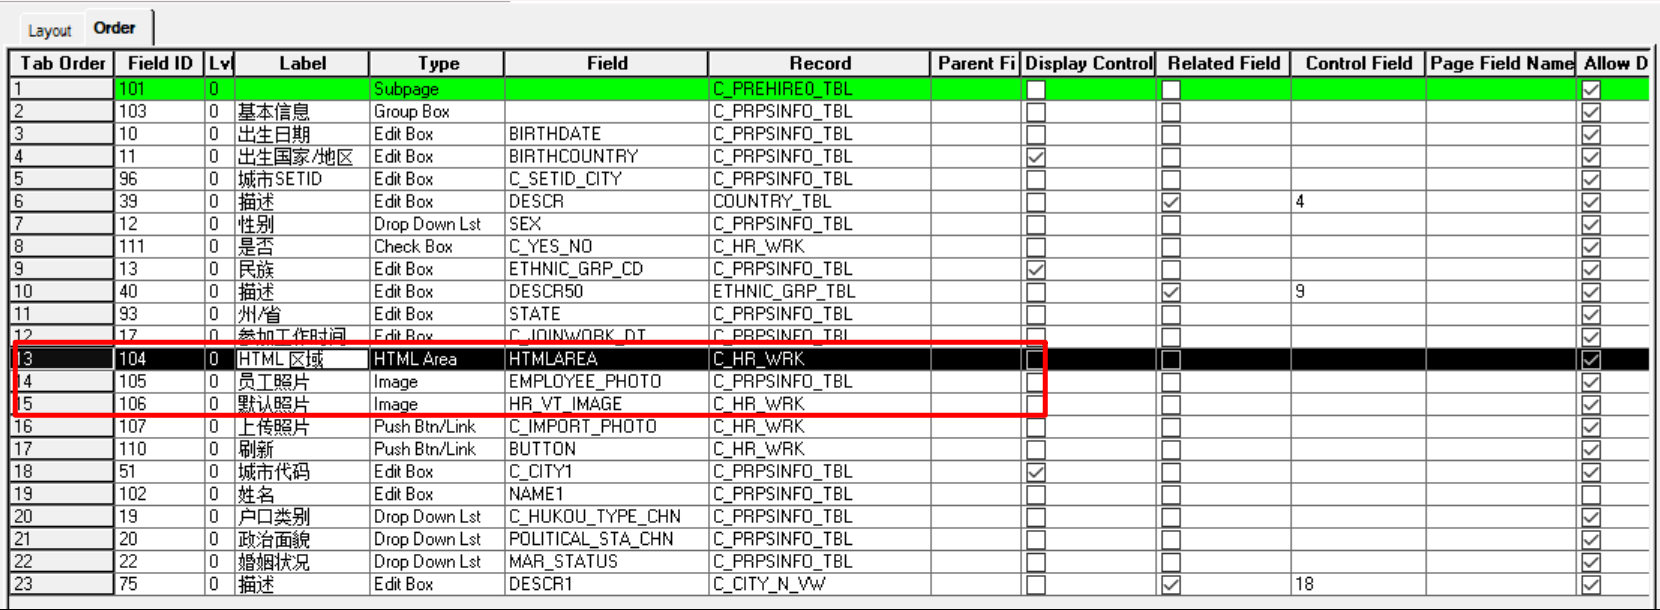 Layout Order
Tab Order Field ID Lvl Label Type Field Record Parent Fi Display Control Related Field Control Field Page Field Name Allow D
1 101 0 Subpage C_PREHIRE0_TBL
2 103 0 基本信息 Group Box C_PRPSINFO_TBL
3 10 0 出生日期 Edit Box BIRTHDATE C_PRPSINFO_TBL
4 11 0 出生国家/地区 Edit Box BIRTHCOUNTRY C_PRPSINFO_TBL
5 96 0 城市SETID Edit Box C_SETID_CITY C_PRPSINFO_TBL
6 39 0 描述 Edit Box DESCR COUNTRY_TBL 4
7 12 0 性别 Drop Down Lst SEX C_PRPSINFO_TBL
8 111 0 是否 Check Box C_YES_NO C_HR_WRK
9 13 0 民族 Edit Box ETHNIC_GRP_CD C_PRPSINFO_TBL
10 40 0 描述 Edit Box DESCR50 ETHNIC_GRP_TBL 9
11 93 0 州/省 Edit Box STATE C_PRPSINFO_TBL
12 17 0 参加工作时间 Edit Box C_JOINWORK_DT C_PRPSINFO_TBL
13 104 0 HTML 区域 HTML Area HTMLAREA C_HR_WRK
14 105 0 员工照片 Image EMPLOYEE_PHOTO C_PRPSINFO_TBL
15 106 0 默认照片 Image HR_VT_IMAGE C_HR_WRK
16 107 0 上传照片 Push Btn/Link C_IMPORT_PHOTO C_HR_WRK
17 110 0 刷新 Push Btn/Link BUTTON C_HR_WRK
18 51 0 城市代码 Edit Box C_CITY1 C_PRPSINFO_TBL
19 102 0 姓名 Edit Box NAME1 C_PRPSINFO_TBL
20 19 0 户口类别 Drop Down Lst C_HUKOU_TYPE_CHN C_PRPSINFO_TBL
21 20 0 政治面貌 Drop Down Lst POLITICAL_STA_CHN C_PRPSINFO_TBL
22 22 0 婚姻状况 Drop Down Lst MAR_STATUS C_PRPSINFO_TBL
23 75 0 描述 Edit Box DESCR1 C_CITY_N_VW 18